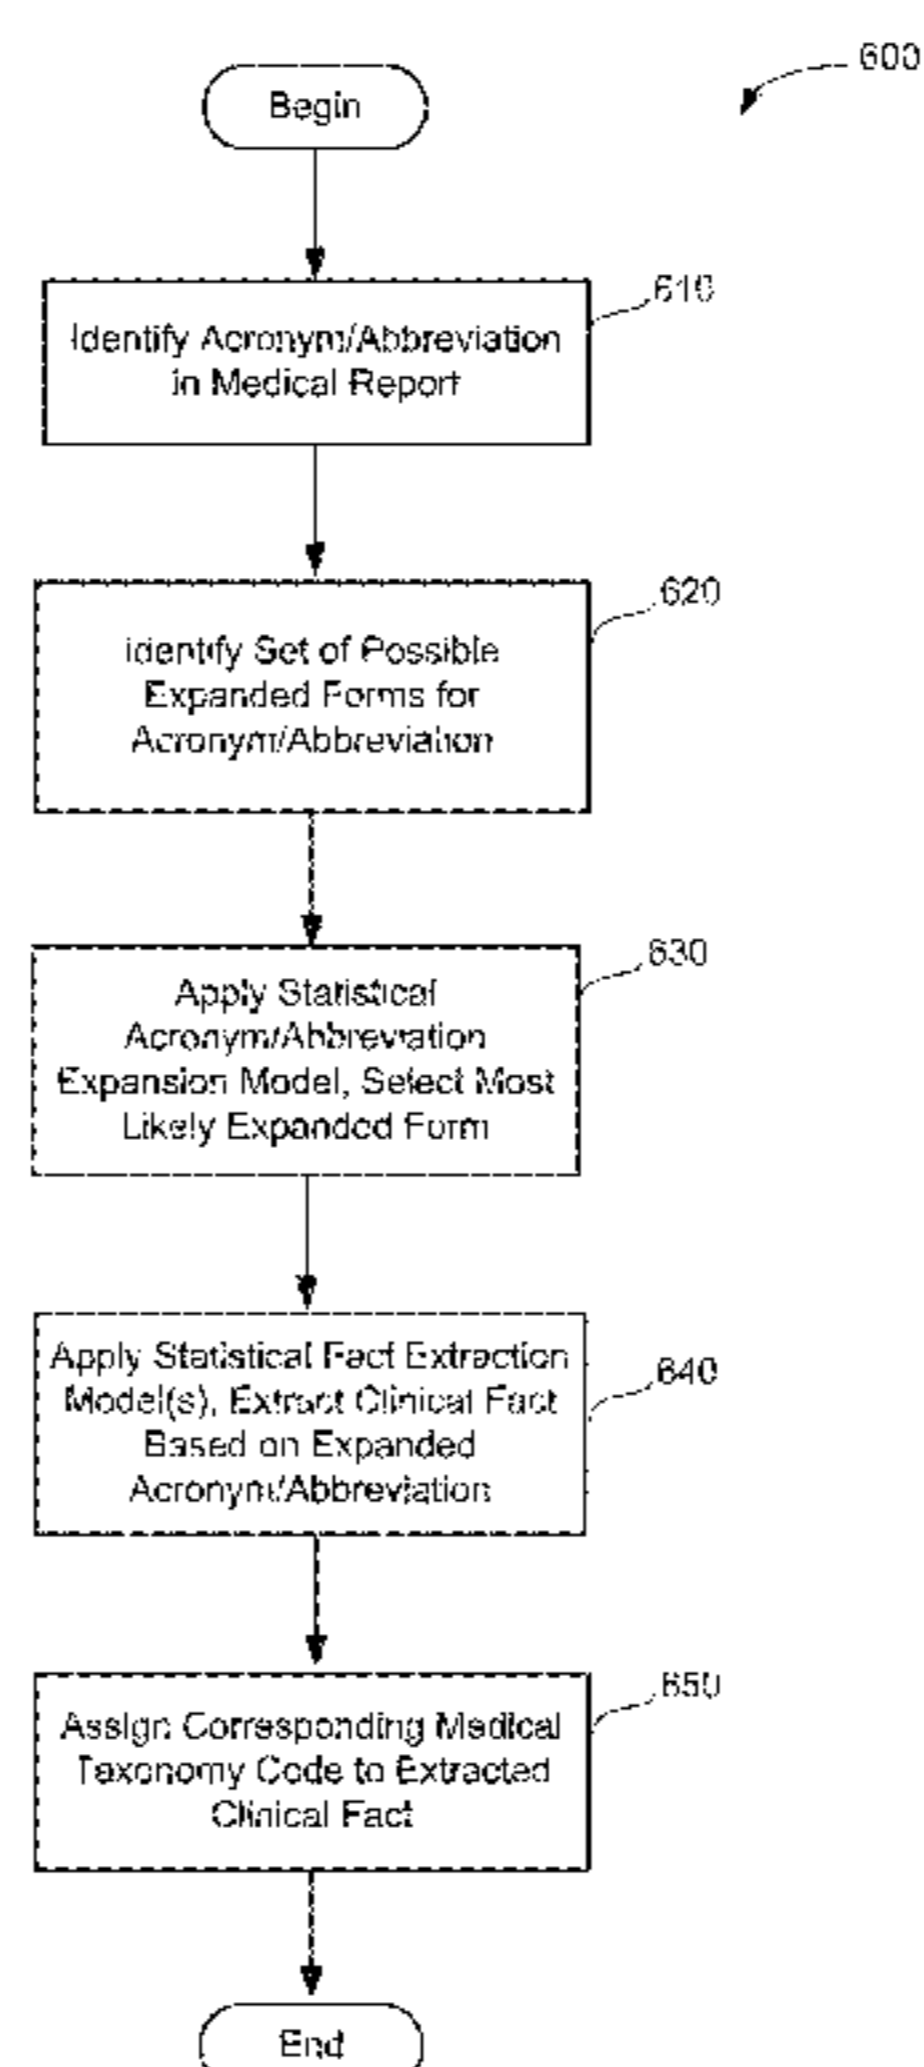 600
Begin
610
Identify Acronym/Abbreviation
in Medical Report
620
Identify Set of Possible
Expanded Forms for
Acronym/Abbreviation
630
Apply Statistical
Acronym/Abbreviation
Expansion Model, Select Most
Likely Expanded Form
640
Apply Statistical Fact Extraction
Model(s), Extract Clinical Fact
Based on Expanded
Acronym/Abbreviation
650
Assign Corresponding Medical
Taxonomy Code to Extracted
Clinical Fact
End